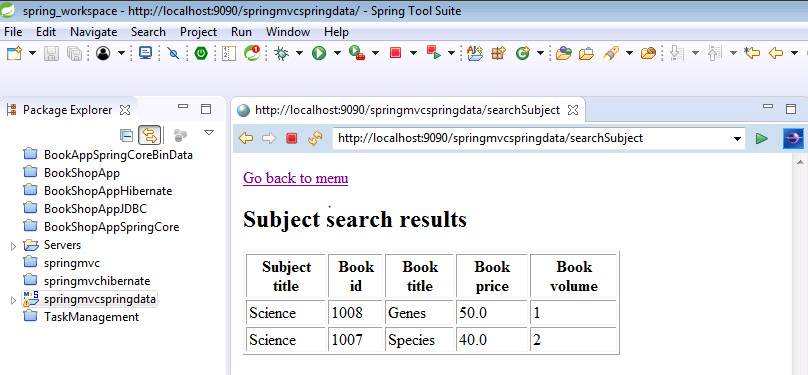 spring_workspace - http://localhost:9090/springmvcspringdata/ - Spring Tool Suite
File Edit Navigate Search Project Run Window Help
Package Explorer
http://localhost:9090/springmvcspringdata/searchSubject
http://localhost:9090/springmvcspringdata/searchSubject
BookAppSpringCoreBinData
BookShopApp
BookShopAppHibernate
BookShopAppJDBC
BookShopAppSpringCore
Servers
springmvc
springmvchibernate
springmvcspringdata
TaskManagement
Go back to menu
Subject search results
Subject title Book id Book title Book price Book volume
Science 1008 Genes 50.0 1
Science 1007 Species 40.0 2